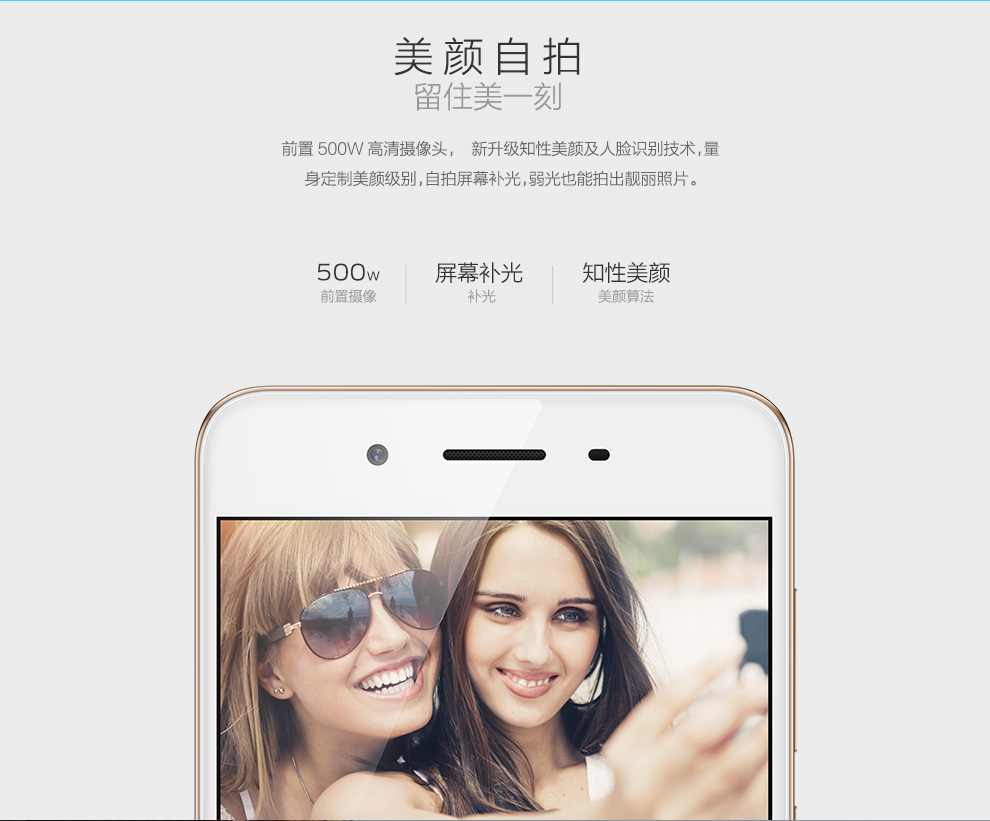 美颜自拍
留住美一刻
前置 500W 高清摄像头， 新升级知性美颜及人脸识别技术,量
身定制美颜级别,自拍屏幕补光,弱光也能拍出靓丽照片。
500w 屏幕补光 知性美颜
前置摄像 补光 美颜算法